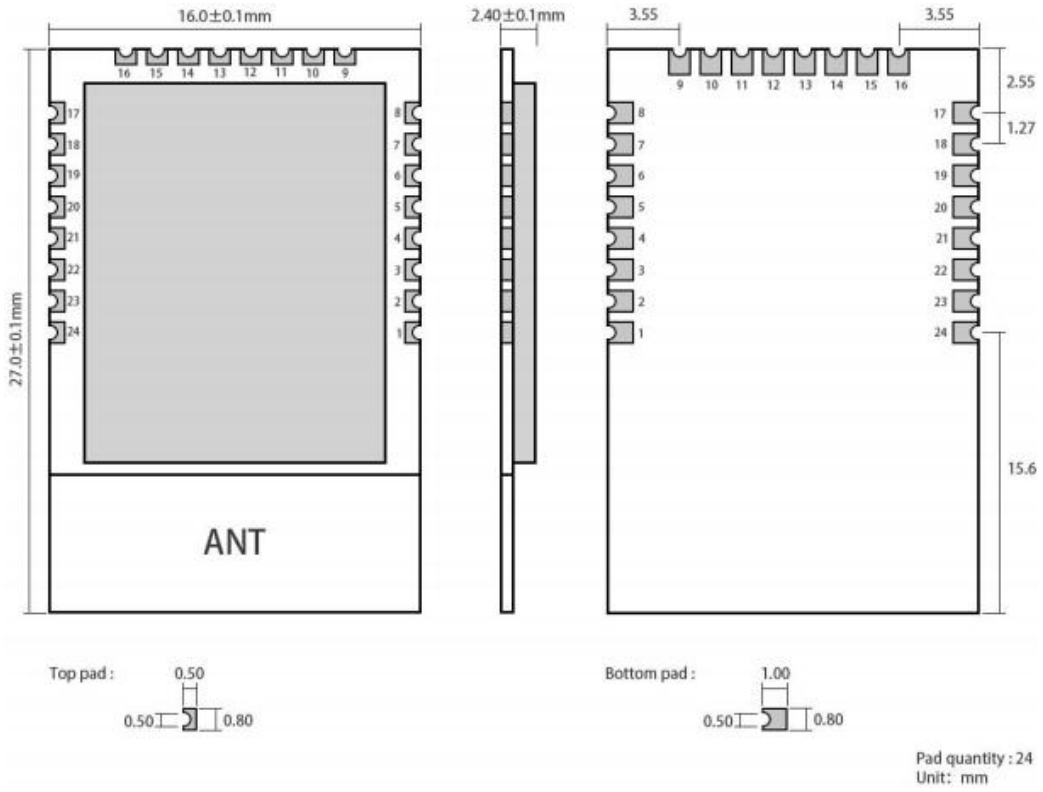 16.0±0.1mm
2.40±0.1mm
3.55
3.55
16 15 14 13 12 11 10 9
9 10 11 12 13 14 15 16
2.55
17 8
8 17
1.27
18 7
7 18
19 6
6 19
20 5
5 20
21 4
4 21
22 3
3 22
23 2
2 23
24 1
1 24
27.0±0.1mm
15.6
ANT
Top pad :
0.50
0.50
0.80
Bottom pad :
1.00
0.50
0.80
Pad quantity : 24
Unit: mm